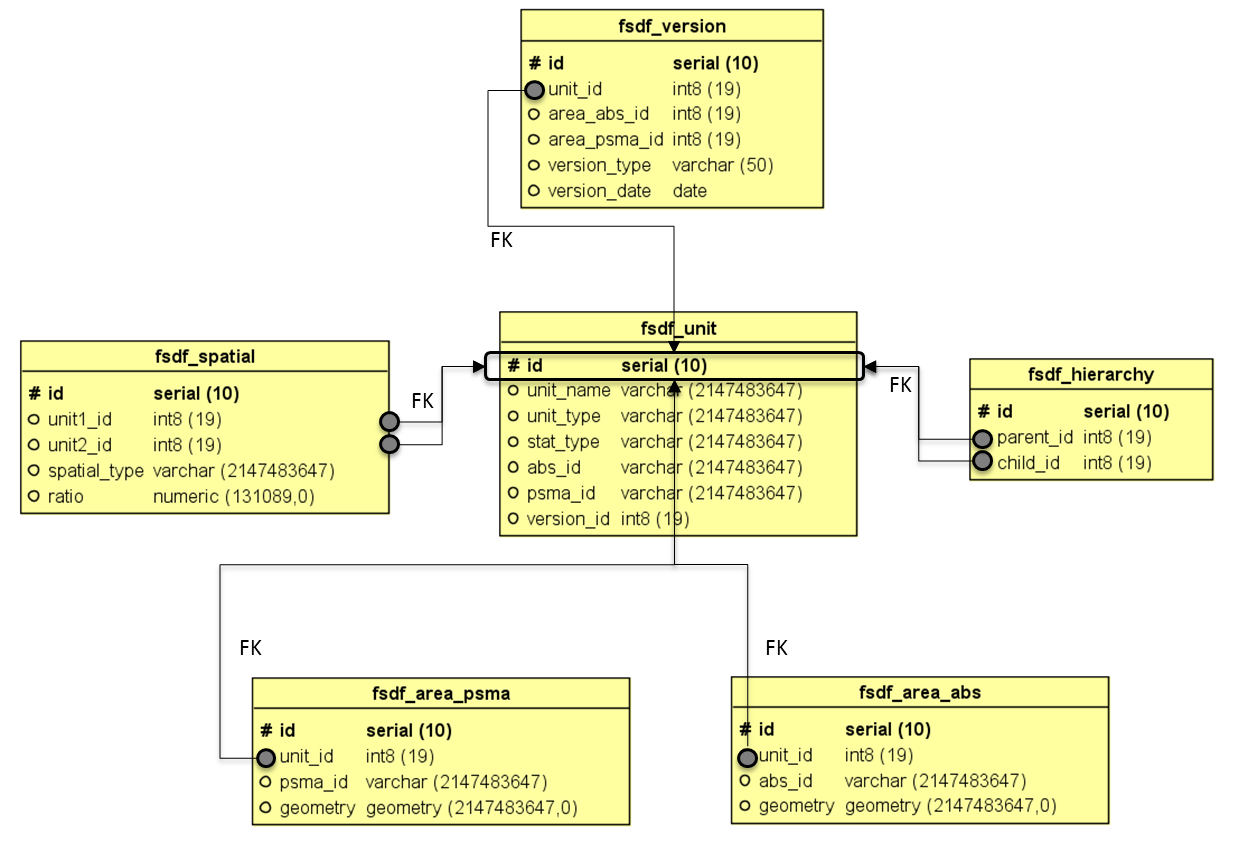 fsdf_version
# id serial (10)
unit_id int8 (19)
area_abs_id int8 (19)
area_psma_id int8 (19)
version_type varchar (50)
version_date date
FK
fsdf_unit
# id serial (10)
unit_name varchar (2147483647)
unit_type varchar (2147483647)
stat_type varchar (2147483647)
abs_id varchar (2147483647)
psma_id varchar (2147483647)
version_id int8 (19)
fsdf_spatial
# id serial (10)
unit1_id int8 (19)
unit2_id int8 (19)
spatial_type varchar (2147483647)
ratio numeric (131089,0)
FK
FK
fsdf_hierarchy
# id serial (10)
parent_id int8 (19)
child_id int8 (19)
FK
fsdf_area_psma
# id serial (10)
unit_id int8 (19)
psma_id varchar (2147483647)
geometry geometry (2147483647,0)
FK
fsdf_area_abs
# id serial (10)
unit_id int8 (19)
abs_id varchar (2147483647)
geometry geometry (2147483647,0)